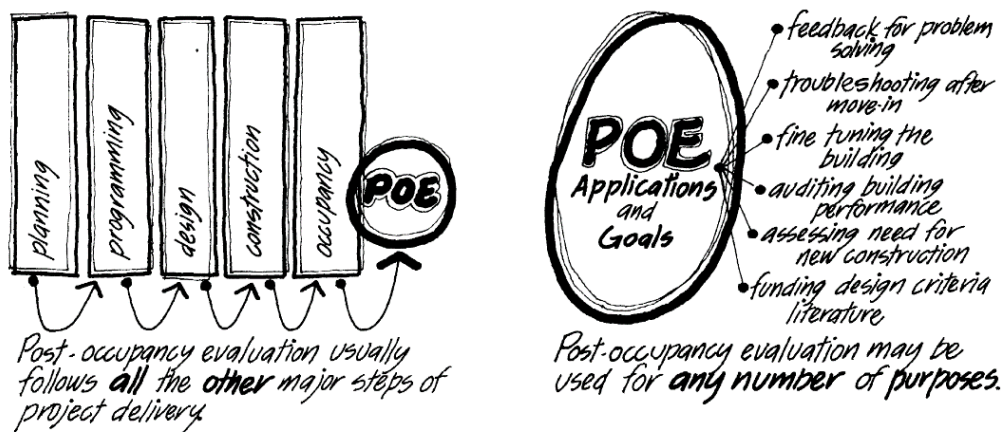 planning
programming
design
construction
occupancy
POE
Post-occupancy evaluation usually
follows all the other major steps of
project delivery.
POE
Applications
and
Goals
feedback for problem
solving
troubleshooting after
move-in
fine tuning the
building
auditing building
performance
assessing need for
new construction
funding design criteria
literature
Post-occupancy evaluation may be
used for any number of purposes.